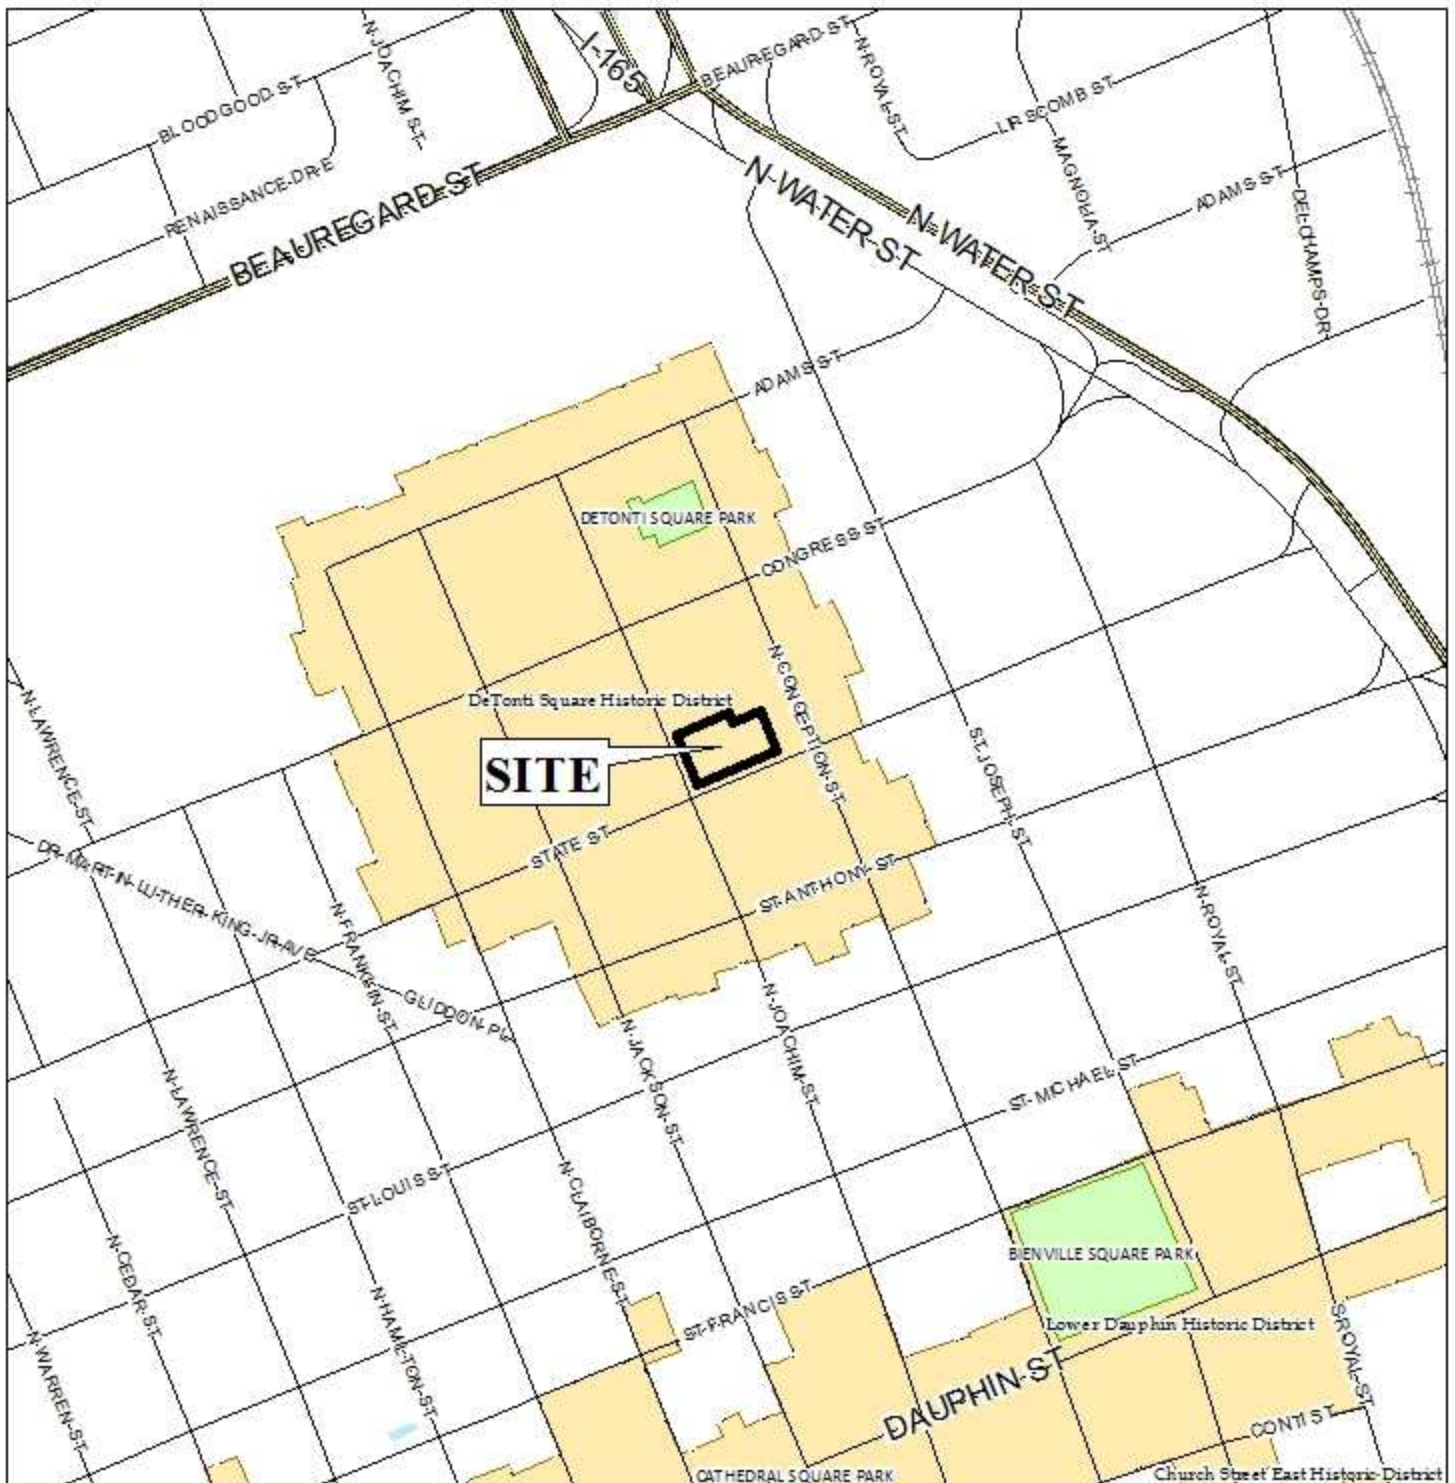 I-165
BEAUREGARD ST
N JOACHIM ST
N ROYAL ST
BLOODGOOD ST
LIPSCOMB ST
RENAISSANCE DR E
MAGNOLIA ST
ADAMS ST
BEAUREGARD ST
N WATER ST
N WATER ST
DELCHAMPS DR
ADAMS ST
DETONTI SQUARE PARK
CONGRESS ST
N CONCEPTION ST
DeTonti Square Historic District
N LAWRENCE ST
SITE
ST JOSEPH ST
STATE ST
DR MARTIN LUTHER KING JR AVE
ST ANTHONY ST
N ROYAL ST
N FRANKLIN ST
GLIDDON PL
N JACKSON ST
N JOACHIM ST
N LAWRENCE ST
ST MICHAEL ST
ST LOUIS ST
N CLAIBORNE ST
N CEDAR ST
BIENVILLE SQUARE PARK
N HAMILTON ST
ST FRANCIS ST
Lower Dauphin Historic District
S ROYAL ST
N WARREN ST
DAUPHIN ST
CONTI ST
CATHEDRAL SQUARE PARK
Church Street East Historic District